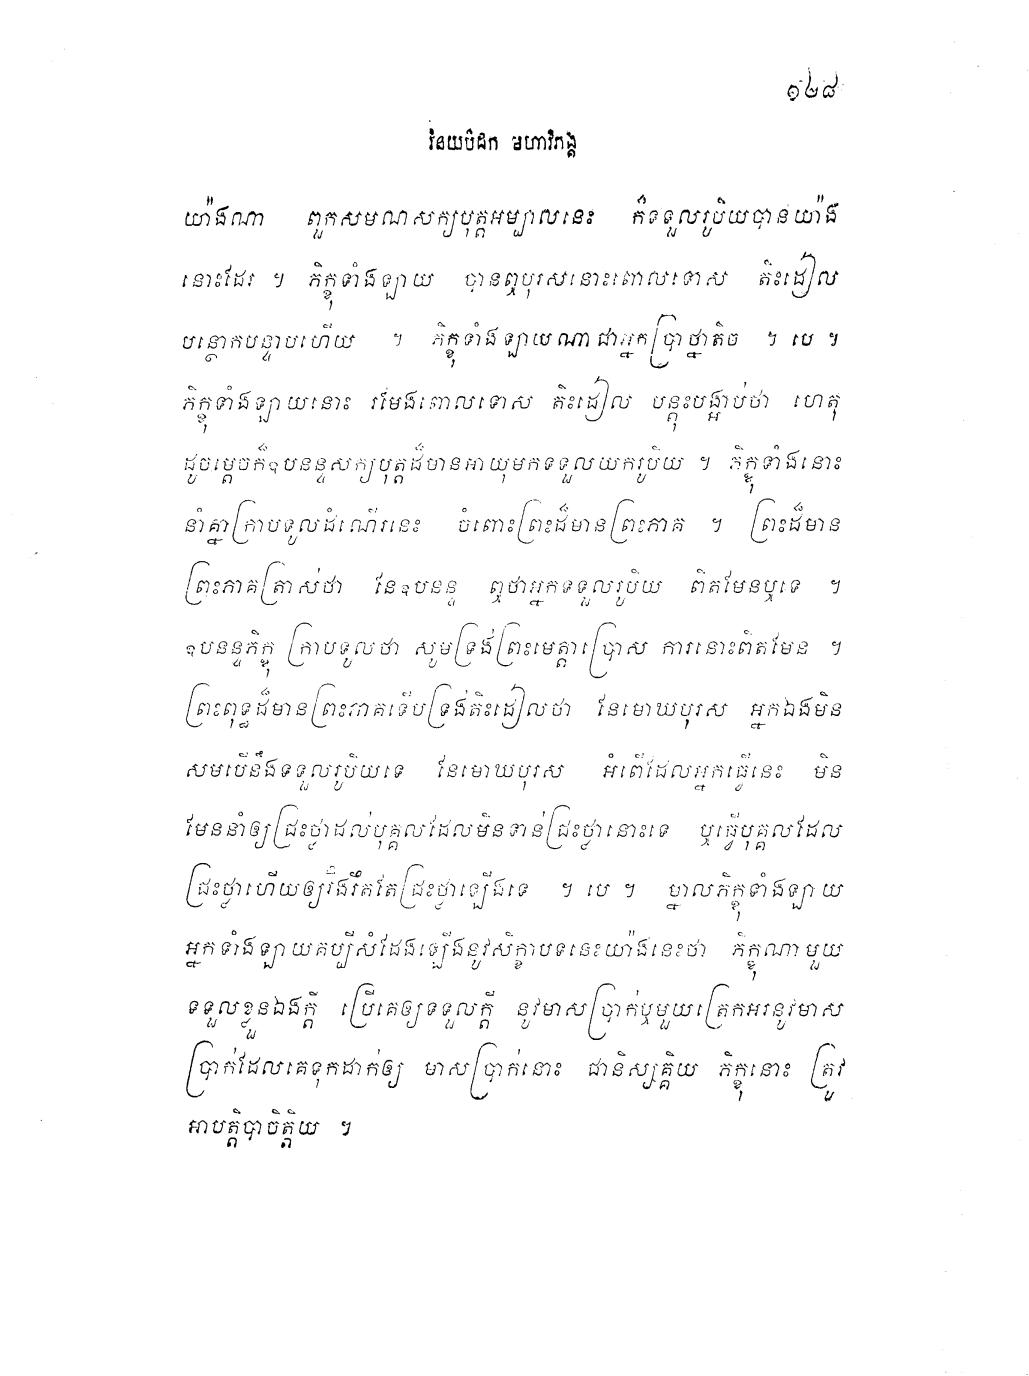 ១២៨
វិនយបិដក មហាវិភង្គ
យ៉ាងណា ពួកសមណសក្យបុត្តអម្បាលនេះ ក៏ទទួលរូបិយបានយ៉ាង
នោះដែរ ។ ភិក្ខុទាំងឡាយ បានឮបុរសនោះពោលទោស តិះដៀល
បន្តោកបន្ទាបហើយ ។ ភិក្ខុទាំងឡាយណាជាអ្នកប្រាថ្នាតិច ។ បេ ។
ភិក្ខុទាំងឡាយនោះ រមែងពោលទោស តិះដៀល បន្តុះបង្អាប់ថា ហេតុ
ដូចម្តេចក៏ឧបនន្ទសក្យបុត្តដ៏មានអាយុមកទទួលយករូបិយ ។ ភិក្ខុទាំងនោះ
នាំគ្នាក្រាបទូលដំណើរនេះ ចំពោះព្រះដ៏មានព្រះភាគ ។ ព្រះដ៏មាន
ព្រះភាគត្រាស់ថា នែឧបនន្ទ ឮថាអ្នកទទួលរូបិយ ពិតមែនឬទេ ។
ឧបនន្ទភិក្ខុ ក្រាបទូលថា សូមទ្រង់ព្រះមេត្តាប្រោស ការនោះពិតមែន ។
ព្រះពុទ្ធដ៏មានព្រះភាគទើបទ្រង់តិះដៀលថា នែមោឃបុរស អ្នកឯងមិន
សមបើនឹងទទួលរូបិយទេ នែមោឃបុរស អំពើដែលអ្នកធ្វើនេះ មិន
មែននាំឲ្យជ្រះថ្លាដល់បុគ្គលដែលមិនទាន់ជ្រះថ្លានោះទេ ឬធ្វើបុគ្គលដែល
ជ្រះថ្លាហើយឲ្យរឹងរឹតតែជ្រះថ្លាឡើងទេ ។ បេ ។ ម្នាលភិក្ខុទាំងឡាយ
អ្នកទាំងឡាយគប្បីសំដែងឡើងនូវសិក្ខាបទនេះយ៉ាងនេះថា ភិក្ខុណាមួយ
ទទួលខ្លួនឯងក្តី ប្រើគេឲ្យទទួលក្តី នូវមាសប្រាក់ឬមួយត្រេកអរនូវមាស
ប្រាក់ដែលគេទុកដាក់ឲ្យ មាសប្រាក់នោះ ជានិស្សគ្គិយ ភិក្ខុនោះ ត្រូវ
អាបត្តិបាចិត្តិយ ។